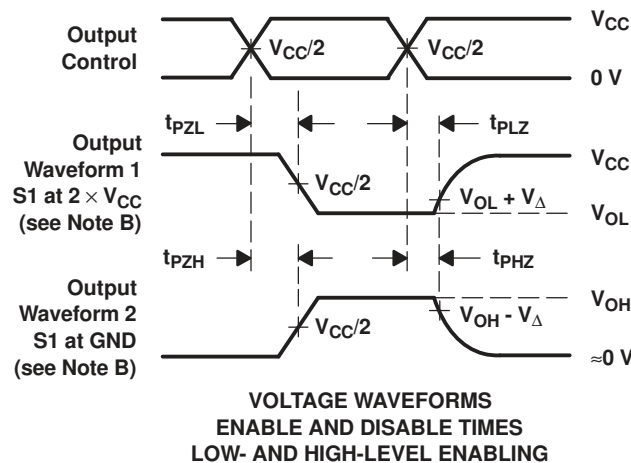 Output
Control
V_CC/2
V_CC/2
V_CC
0 V
t_PZL
t_PLZ
Output
Waveform 1
S1 at 2 × V_CC
(see Note B)
V_CC/2
V_OL + V_Δ
V_CC
V_OL
t_PZH
t_PHZ
Output
Waveform 2
S1 at GND
(see Note B)
V_CC/2
V_OH - V_Δ
V_OH
≈0 V
VOLTAGE WAVEFORMS
ENABLE AND DISABLE TIMES
LOW- AND HIGH-LEVEL ENABLING